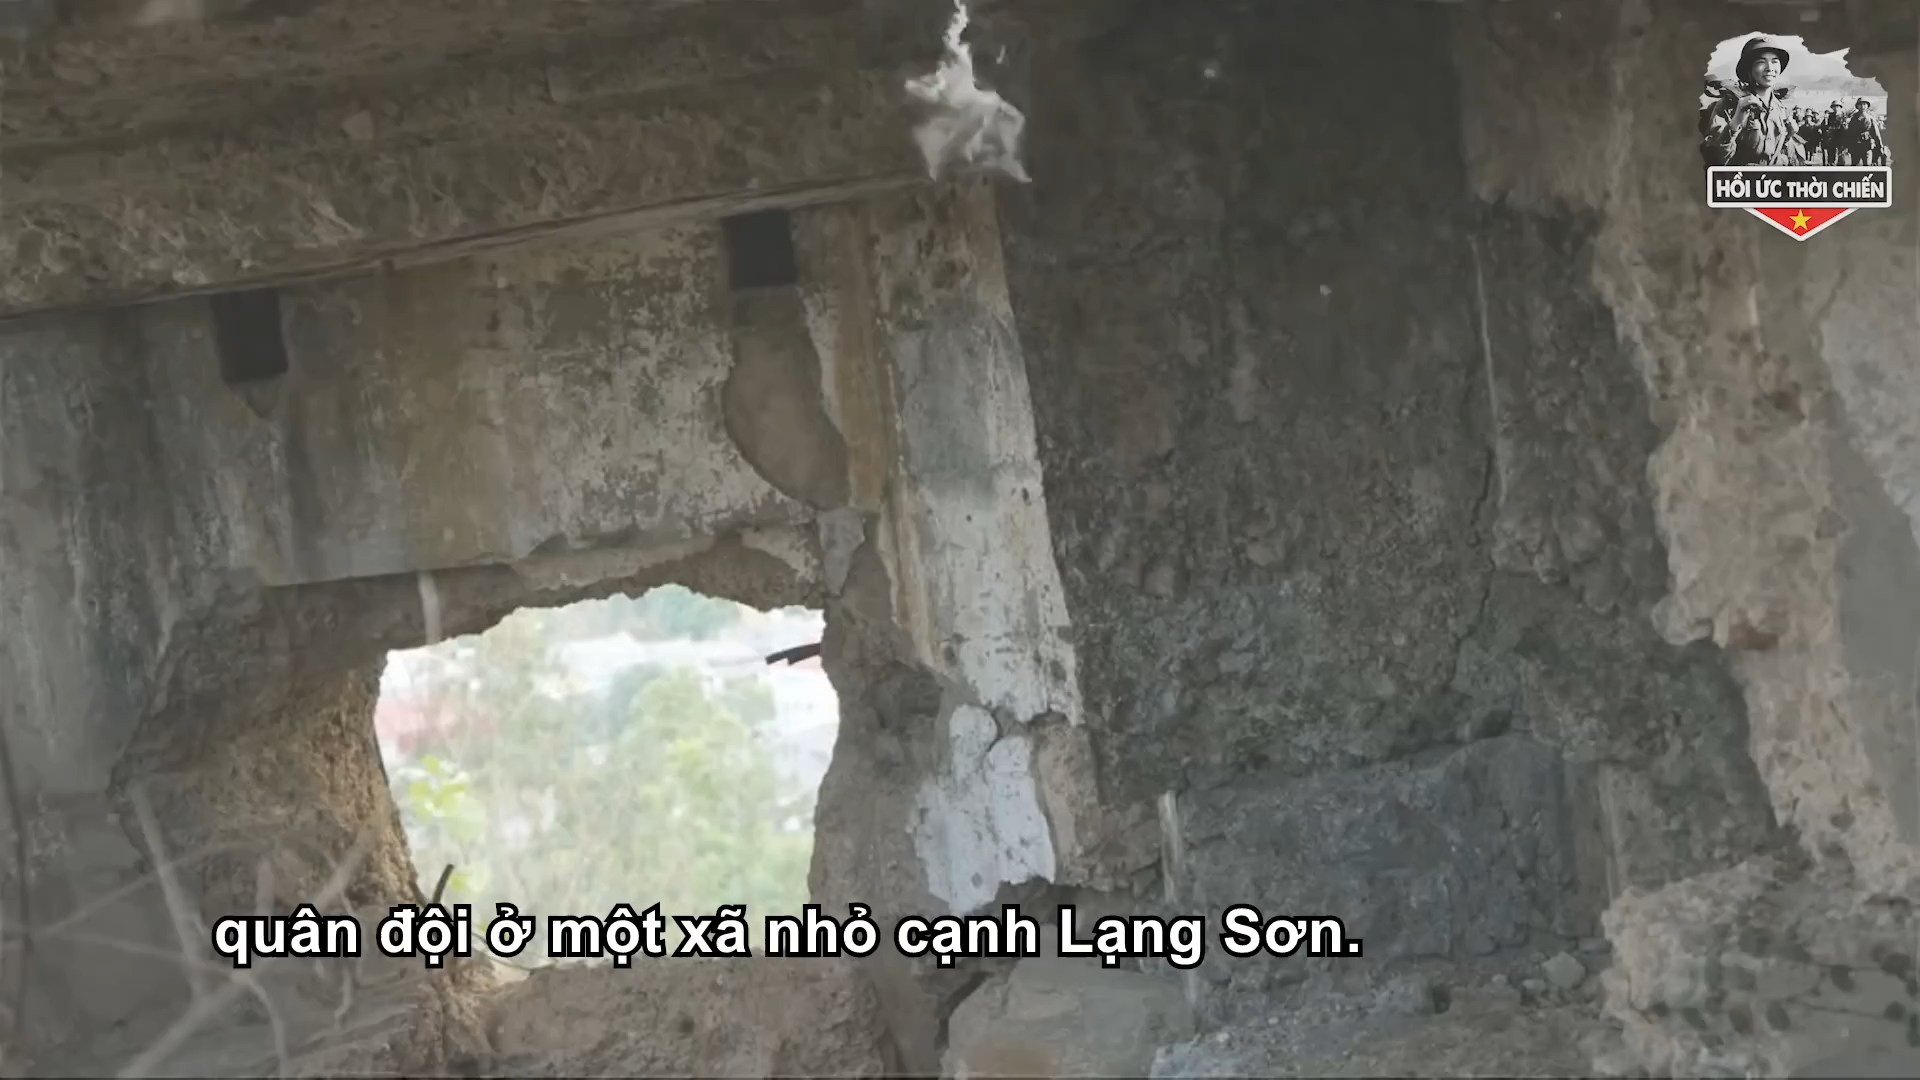 HỒI ỨC THỜI CHIẾN
quân đội ở một xã nhỏ cạnh Lạng Sơn.